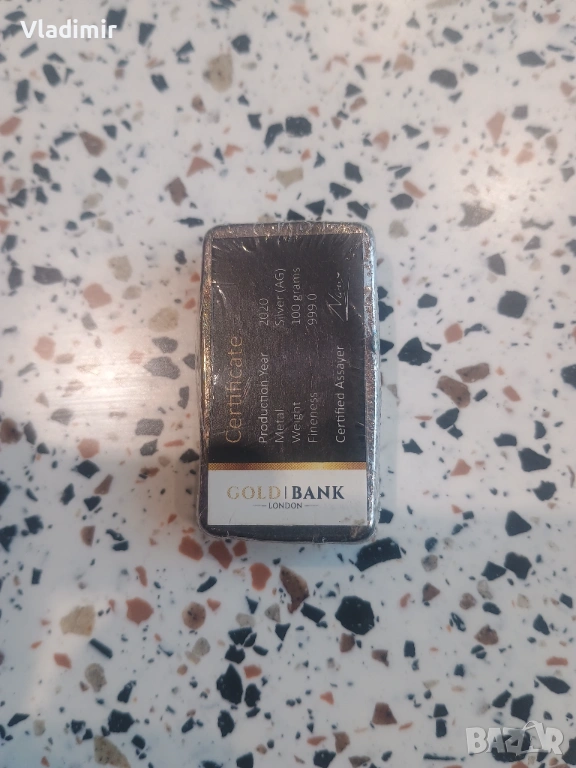 Vladimir
Certificate
Production Year 2020
Metal Silver (AG)
Weight 100 grams
Fineness 999.0
Certified Assayer
GOLD|BANK
LONDON
BAZAR